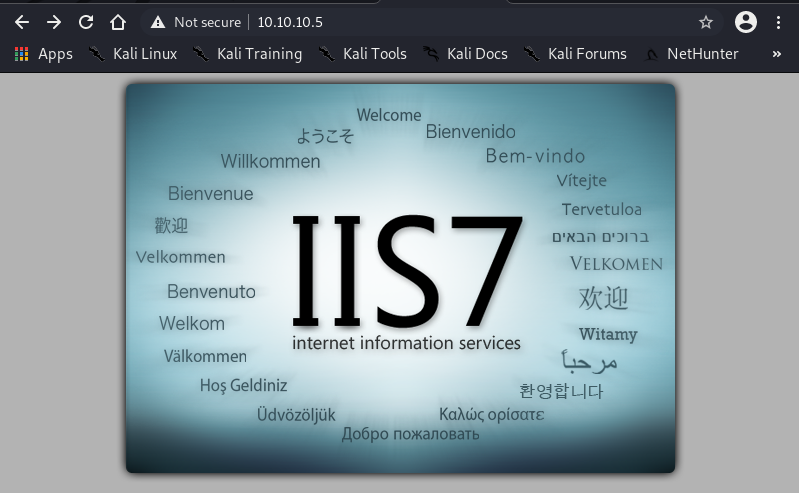 Not secure 10.10.10.5
Apps Kali Linux Kali Training Kali Tools Kali Docs Kali Forums NetHunter »
Welcome
ようこそ Bienvenido
Willkommen Bem-vindo
Vítejte
Bienvenue
Tervetuloa
歡迎
ברוכים הבאים
Velkommen
VELKOMEN
Benvenuto
欢迎
Welkom
Witamy
Välkommen
مرحباً
Hoş Geldiniz
환영합니다
Üdvözöljük
Καλώς ορίσατε
Добро пожаловать
IIS7
internet information services